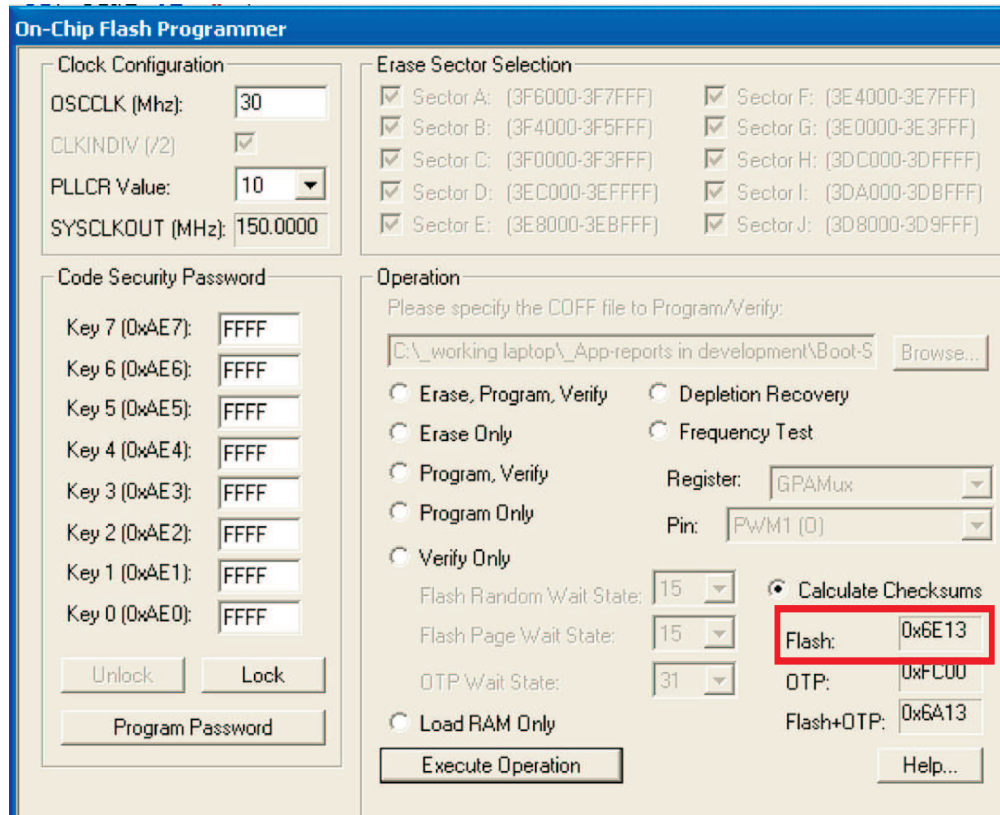 On-Chip Flash Programmer
Clock Configuration
OSCCLK (Mhz): 30
CLKINDIV (/2)
PLLCR Value: 10
SYSCLKOUT (MHz): 150.0000
Erase Sector Selection
Sector A: (3F6000-3F7FFF) Sector F: (3E4000-3E7FFF)
Sector B: (3F4000-3F5FFF) Sector G: (3E0000-3E3FFF)
Sector C: (3F0000-3F3FFF) Sector H: (3DC000-3DFFFF)
Sector D: (3EC000-3EFFFF) Sector I: (3DA000-3DBFFF)
Sector E: (3E8000-3EBFFF) Sector J: (3D8000-3D9FFF)
Code Security Password
Key 7 (0xAE7): FFFF
Key 6 (0xAE6): FFFF
Key 5 (0xAE5): FFFF
Key 4 (0xAE4): FFFF
Key 3 (0xAE3): FFFF
Key 2 (0xAE2): FFFF
Key 1 (0xAE1): FFFF
Key 0 (0xAE0): FFFF
Unlock Lock
Program Password
Operation
Please specify the COFF file to Program/Verify:
C:\_working laptop\_App-reports in development\Boot-S Browse...
Erase, Program, Verify Depletion Recovery
Erase Only Frequency Test
Program, Verify Register: GPAMux
Program Only Pin: PWM1 (0)
Verify Only
Flash Random Wait State: 15 Calculate Checksums
Flash Page Wait State: 15 Flash: 0x6E13
OTP Wait State: 31 OTP: 0xFC00
Load RAM Only Flash+OTP: 0x6A13
Execute Operation Help...